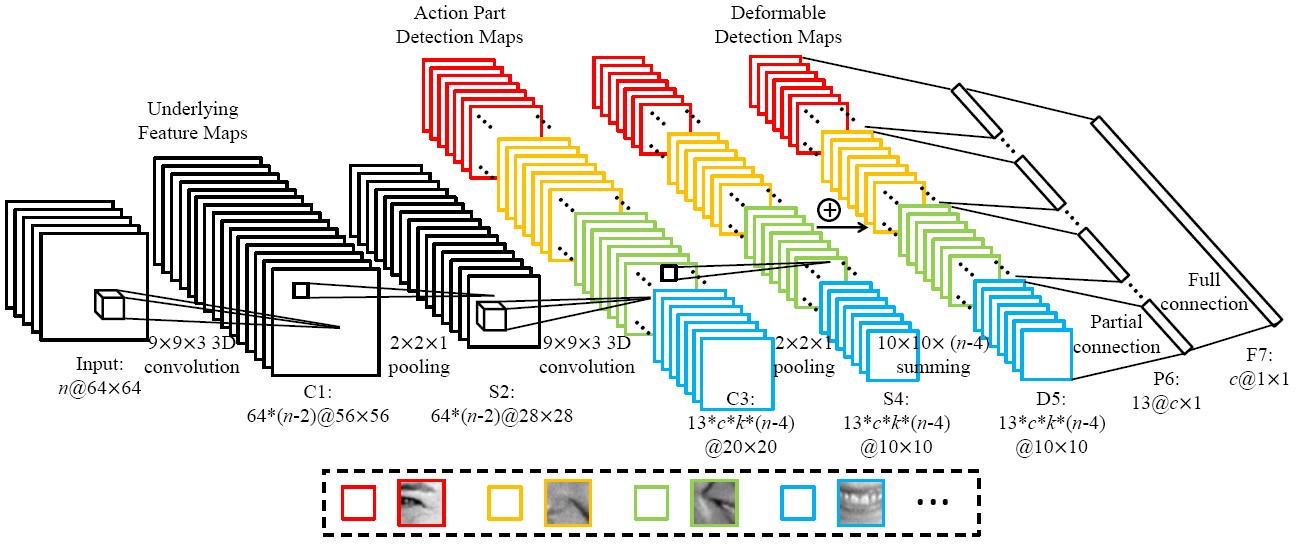 Action Part
Detection Maps
Deformable
Detection Maps
Underlying
Feature Maps
Input:
n@64×64
9×9×3 3D
convolution
C1:
64*(n-2)@56×56
2×2×1
pooling
S2:
64*(n-2)@28×28
9×9×3 3D
convolution
C3:
13*c*k*(n-4)
@20×20
2×2×1
pooling
S4:
13*c*k*(n-4)
@10×10
10×10× (n-4)
summing
D5:
13*c*k*(n-4)
@10×10
Partial
connection
P6:
13@c×1
Full
connection
F7:
c@1×1